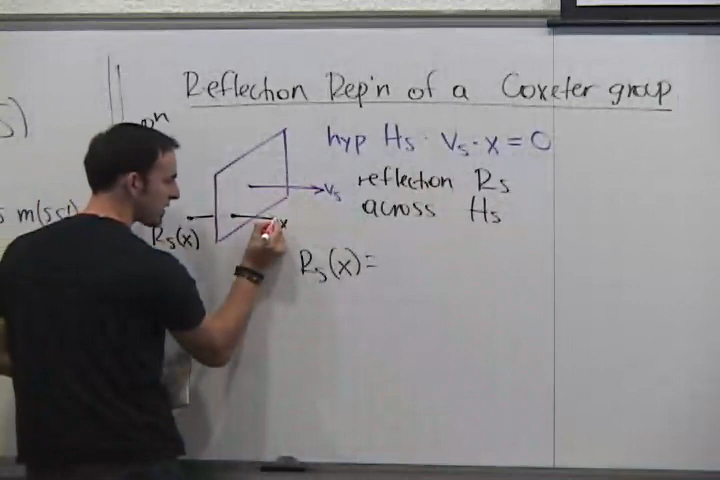 Reflection Rep'n of a Coxeter group
hyp Hs · Vs · x = 0
reflection Rs
across Hs
Vs
Rs(x)
x
Rs(x) =